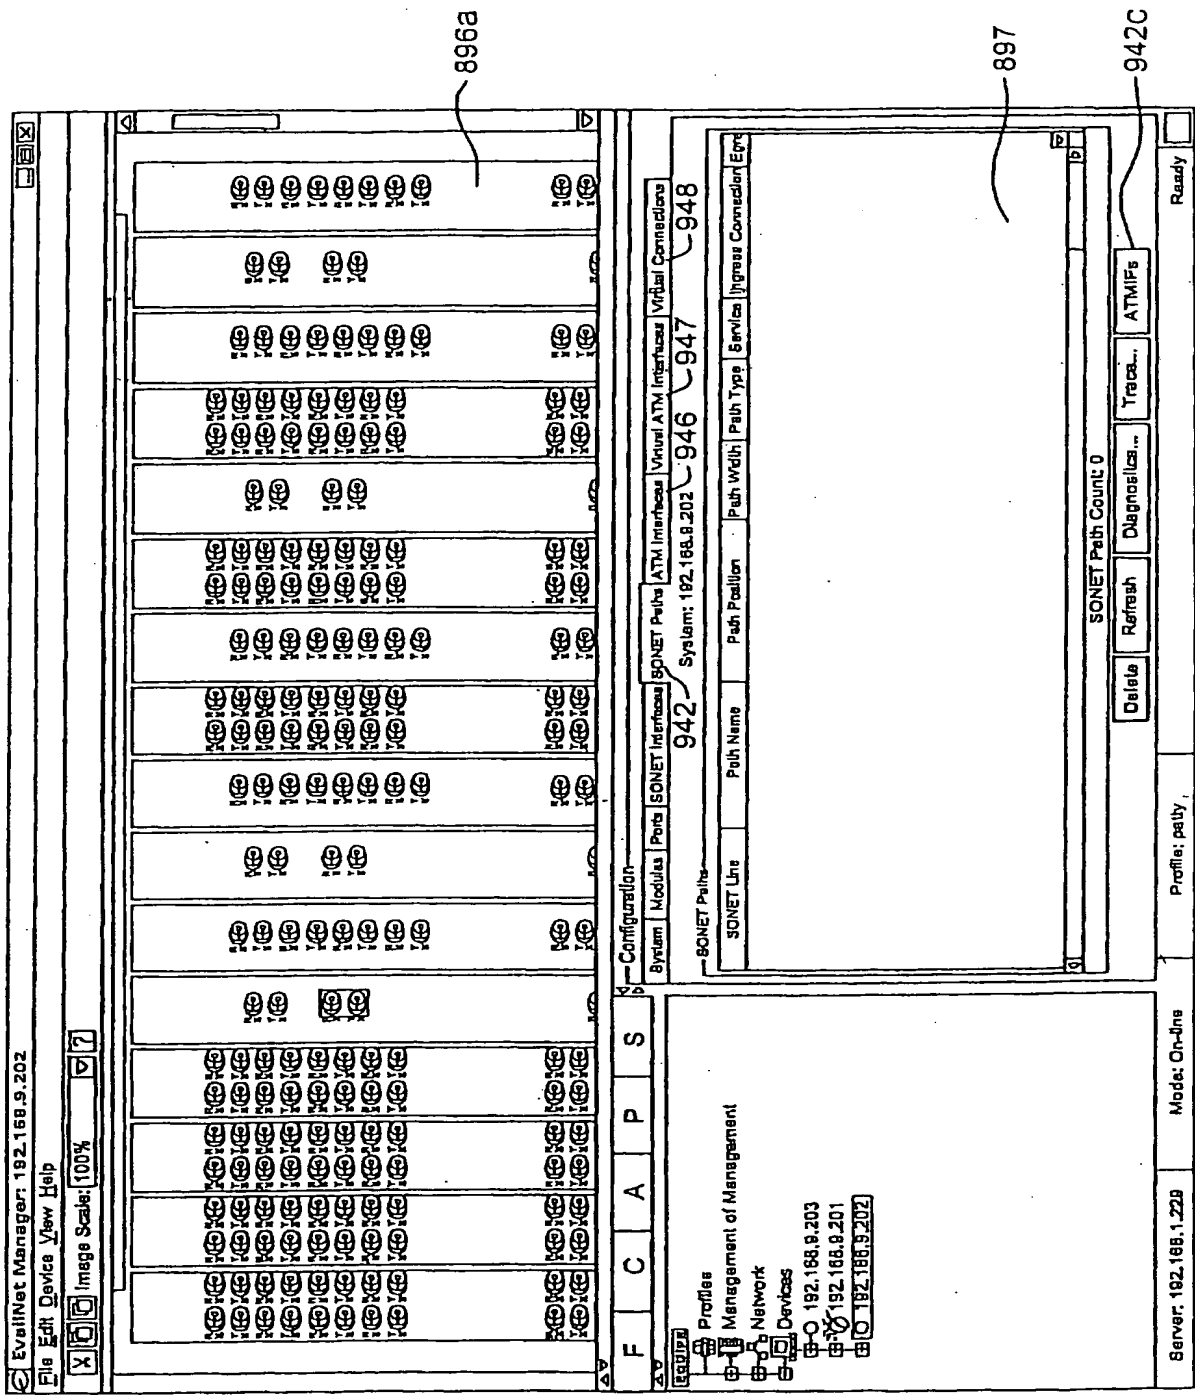 EvaliNet Manager: 192.168.9.202
File Edit Device View Help
Image Scale: 100% ?
896a
F C A P S
Profiles
Management of Management
Network
Devices
192.168.9.203
192.168.9.201
192.168.9.202
Configuration
System Modules Ports SONET Interfaces SONET Paths ATM Interfaces Virtual ATM Interfaces Virtual Connections
942 System: 192.168.9.202 946 947 948
SONET Paths
SONET Line Path Name Path Position Path Width Path Type Service Ingress Connection Egre
897
SONET Path Count: 0
Delete Refresh Diagnostics... Trace... ATMIFs
942C
Server: 192.168.1.229 Mode: On-line Profile: patty Ready